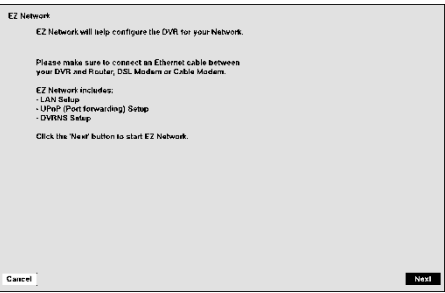 EZ Network
EZ Network will help configure the DVR for your Network.
Please make sure to connect an Ethernet cable between
your DVR and Router, DSL Modem or Cable Modem.
EZ Network includes:
- LAN Setup
- UPnP (Port forwarding) Setup
- DVRNS Setup
Click the 'Next' button to start EZ Network.
Cancel
Next